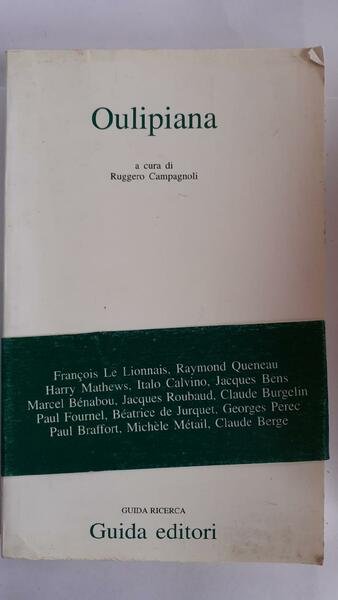 Oulipiana
a cura di
Ruggero Campagnoli
François Le Lionnais, Raymond Queneau
Harry Mathews, Italo Calvino, Jacques Bens
Marcel Bénabou, Jacques Roubaud, Claude Burgelin
Paul Fournel, Béatrice de Jurquet, Georges Perec
Paul Braffort, Michèle Métail, Claude Berge
GUIDA RICERCA
Guida editori